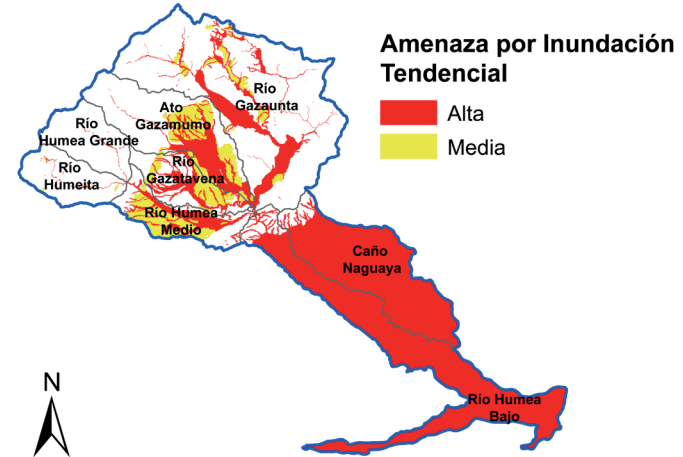 Amenaza por Inundación
Tendencial
Alta
Media
Río
Gazaunta
Ato
Gazamumo
Río
Humea Grande
Río
Humeita
Río
Gazatavena
Río Humea
Medio
Caño
Naguaya
Río Humea
Bajo
N